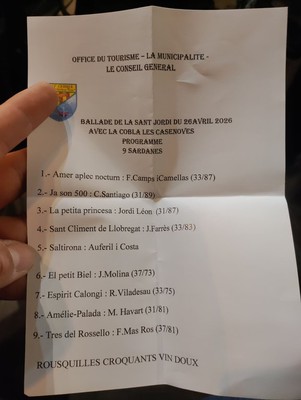 OFFICE DU TOURISME – LA MUNICIPALITE -
LE CONSEIL GENERAL
BALLADE DE LA SANT JORDI DU 26AVRIL 2026
AVEC LA COBLA LES CASENOVES
PROGRAMME
9 SARDANES
1.- Amer aplec nocturn : F.Camps iCamellas (33/87)
2.- Ja son 500 : C.Santiago (31/89)
3.- La petita princesa : Jordi Léon (31/87)
4.- Sant Climent de Llobregat : J.Farrès (33/83)
5.- Saltirona : Auferil i Costa
6.- El petit Biel : J.Molina (37/73)
7.- Espirit Calongi : R.Viladesau (33/75)
8.- Amélie-Palada : M. Havart (31/81)
9.- Tres del Rossello : F.Mas Ros (37/81)
ROUSQUILLES CROQUANTS VIN DOUX